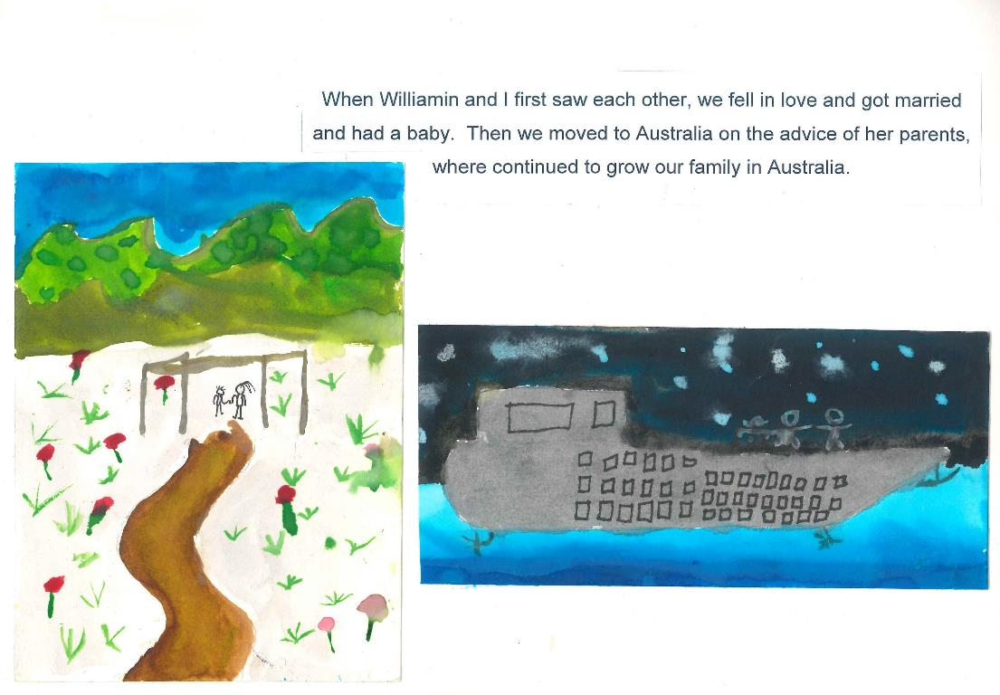 When Williamin and I first saw each other, we fell in love and got married
and had a baby.  Then we moved to Australia on the advice of her parents,
where continued to grow our family in Australia.